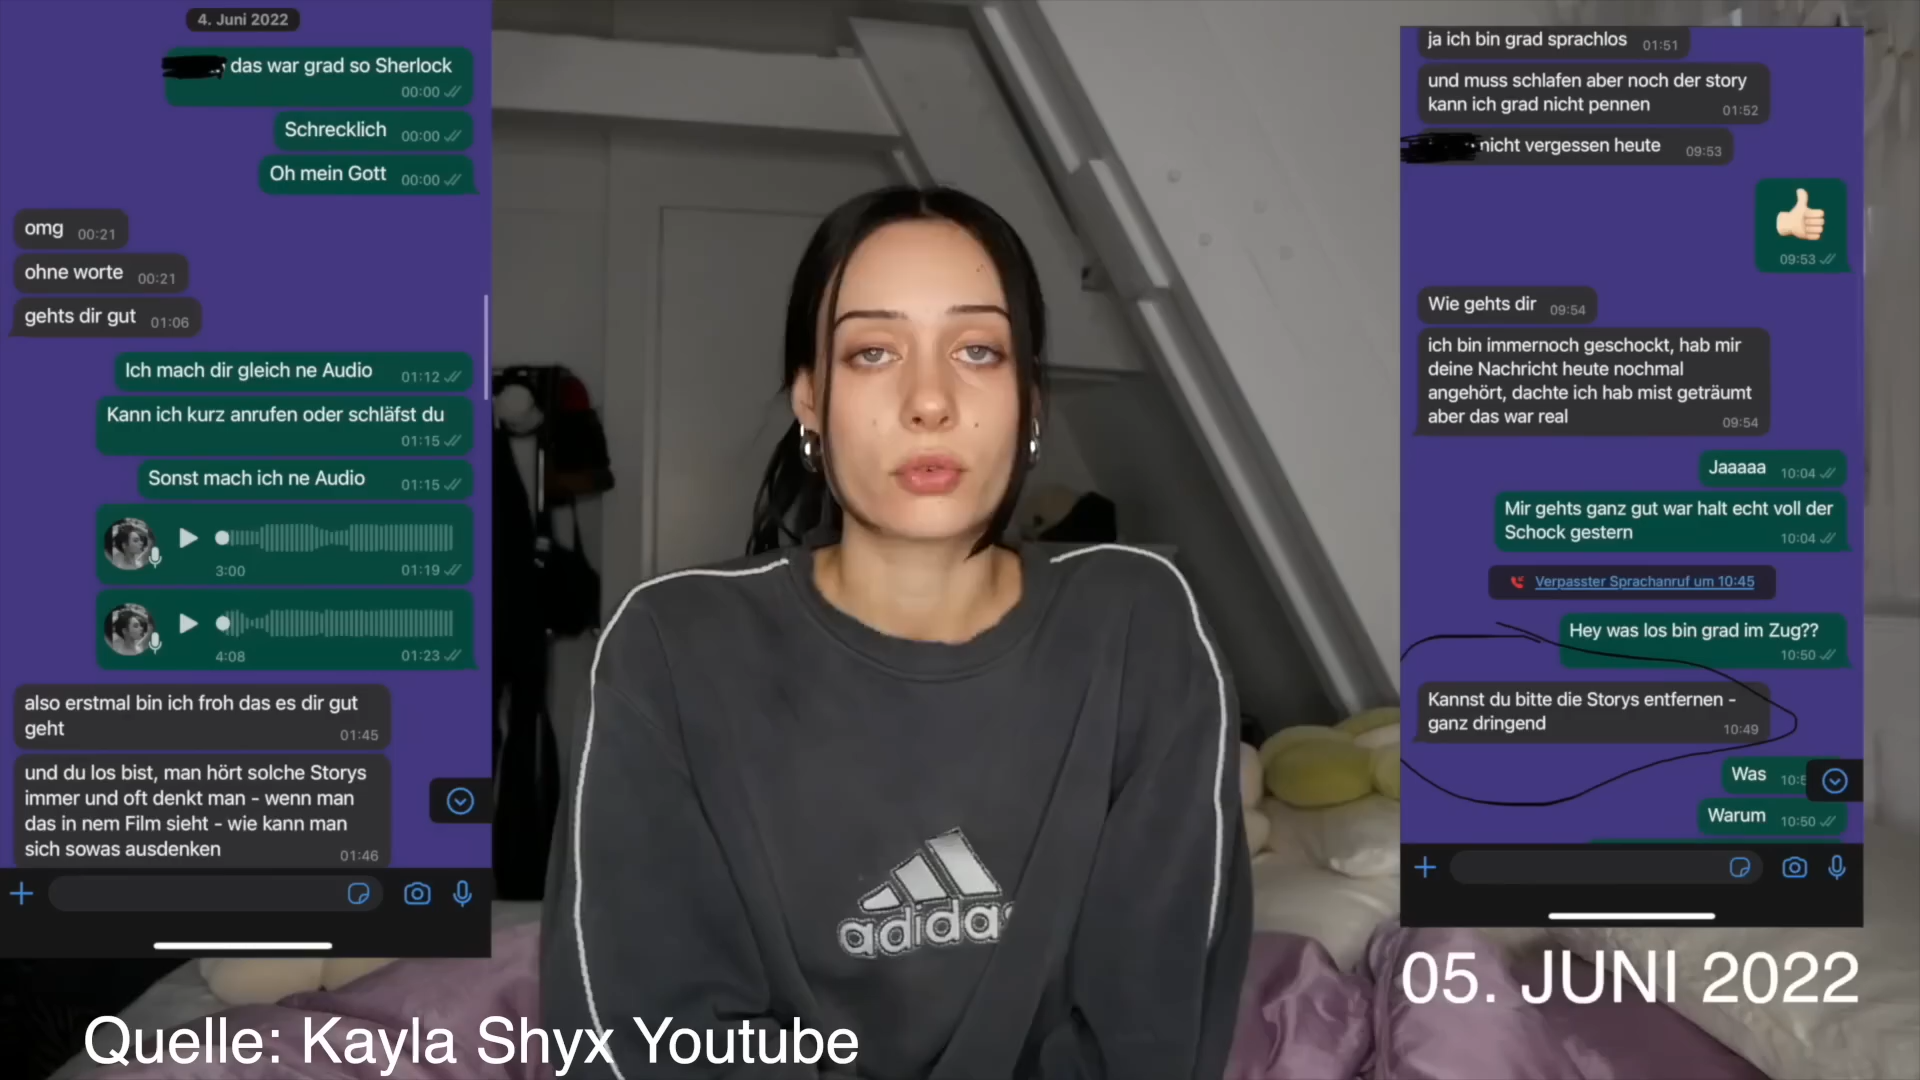 4. Juni 2022
das war grad so Sherlock
00:00
Schrecklich 00:00
Oh mein Gott 00:00
omg 00:21
ohne worte 00:21
gehts dir gut 01:06
Ich mach dir gleich ne Audio 01:12
Kann ich kurz anrufen oder schläfst du
01:15
Sonst mach ich ne Audio 01:15
3:00 01:19
4:08 01:23
also erstmal bin ich froh das es dir gut
geht 01:45
und du los bist, man hört solche Storys
immer und oft denkt man - wenn man
das in nem Film sieht - wie kann man
sich sowas ausdenken 01:46
adidas
ja ich bin grad sprachlos 01:51
und muss schlafen aber noch der story
kann ich grad nicht pennen 01:52
nicht vergessen heute 09:53
09:53
Wie gehts dir 09:54
ich bin immernoch geschockt, hab mir
deine Nachricht heute nochmal
angehört, dachte ich hab mist geträumt
aber das war real 09:54
Jaaaaa 10:04
Mir gehts ganz gut war halt echt voll der
Schock gestern 10:04
Verpasster Sprachanruf um 10:45
Hey was los bin grad im Zug??
10:50
Kannst du bitte die Storys entfernen -
ganz dringend 10:49
Was
Warum 10:50
05. JUNI 2022
Quelle: Kayla Shyx Youtube